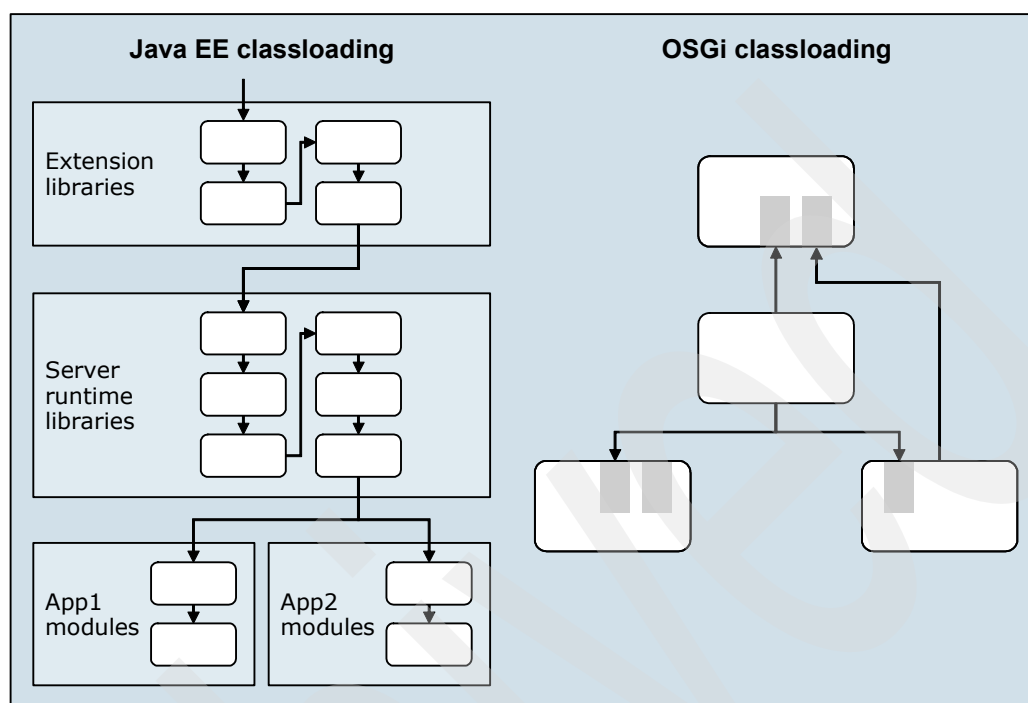 Java EE classloading
OSGi classloading
Extension
libraries
Server
runtime
libraries
App1
modules
App2
modules